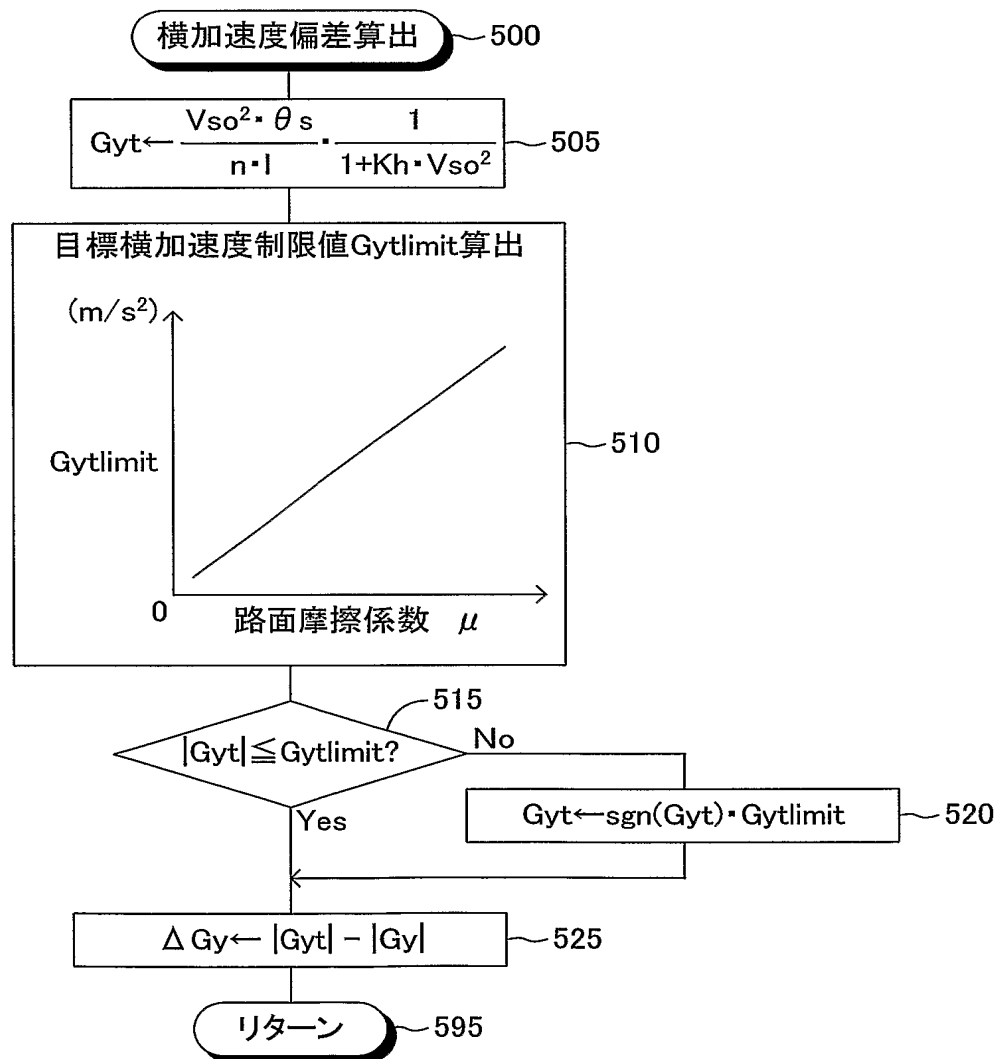 横加速度偏差算出 500
Gyt← Vso²・θs / n・l ・ 1 / 1+Kh・Vso² 505
目標横加速度制限値Gytlimit算出
(m/s²)
Gytlimit
510
0
路面摩擦係数 μ
515
|Gyt|≦Gytlimit?
No
Yes
Gyt←sgn(Gyt)・Gytlimit 520
ΔGy← |Gyt| - |Gy| 525
リターン 595